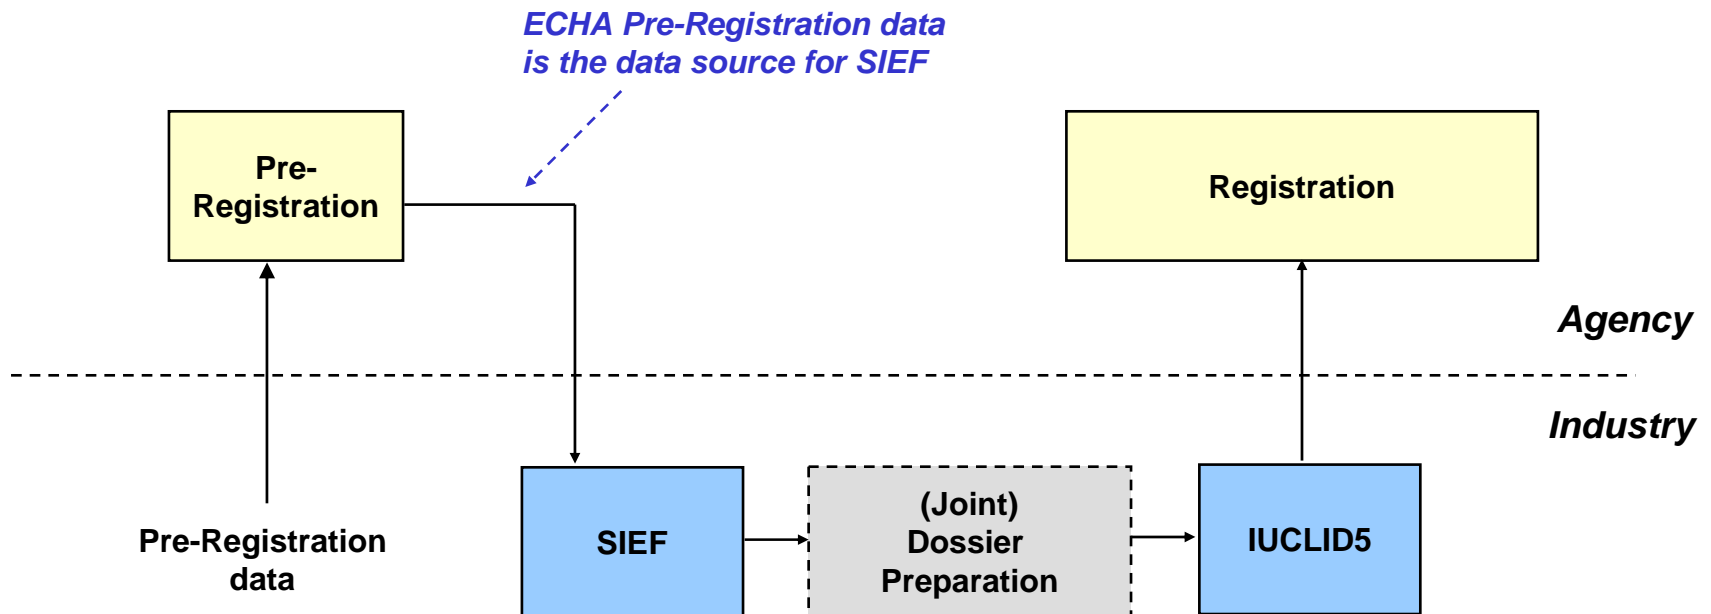 ECHA Pre-Registration data
is the data source for SIEF
Pre-
Registration
Registration
Agency
Industry
Pre-Registration
data
SIEF
(Joint)
Dossier
Preparation
IUCLID5